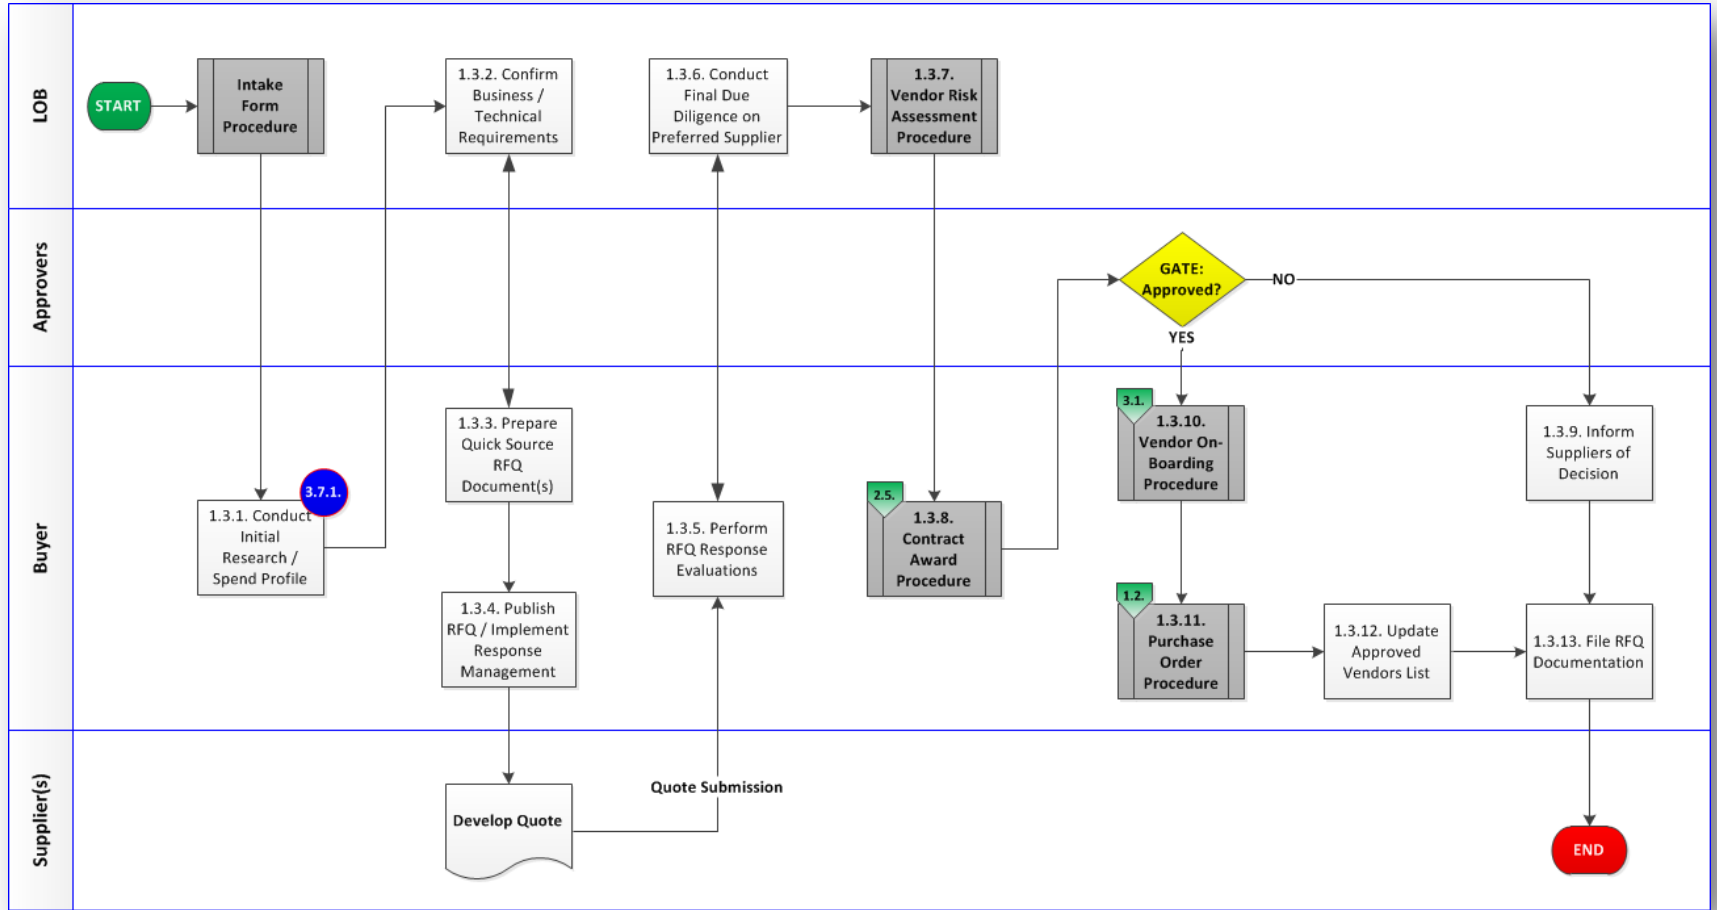 LOB
START
Intake
Form
Procedure
1.3.2. Confirm
Business /
Technical
Requirements
1.3.6. Conduct
Final Due
Diligence on
Preferred Supplier
1.3.7.
Vendor Risk
Assessment
Procedure
Approvers
GATE:
Approved?
NO
YES
Buyer
3.7.1.
1.3.1. Conduct
Initial
Research /
Spend Profile
1.3.3. Prepare
Quick Source
RFQ
Document(s)
1.3.4. Publish
RFQ / Implement
Response
Management
1.3.5. Perform
RFQ Response
Evaluations
2.5.
1.3.8.
Contract
Award
Procedure
3.1.
1.3.10.
Vendor On-
Boarding
Procedure
1.3.9. Inform
Suppliers of
Decision
1.2.
1.3.11.
Purchase
Order
Procedure
1.3.12. Update
Approved
Vendors List
1.3.13. File RFQ
Documentation
Supplier(s)
Develop Quote
Quote Submission
END